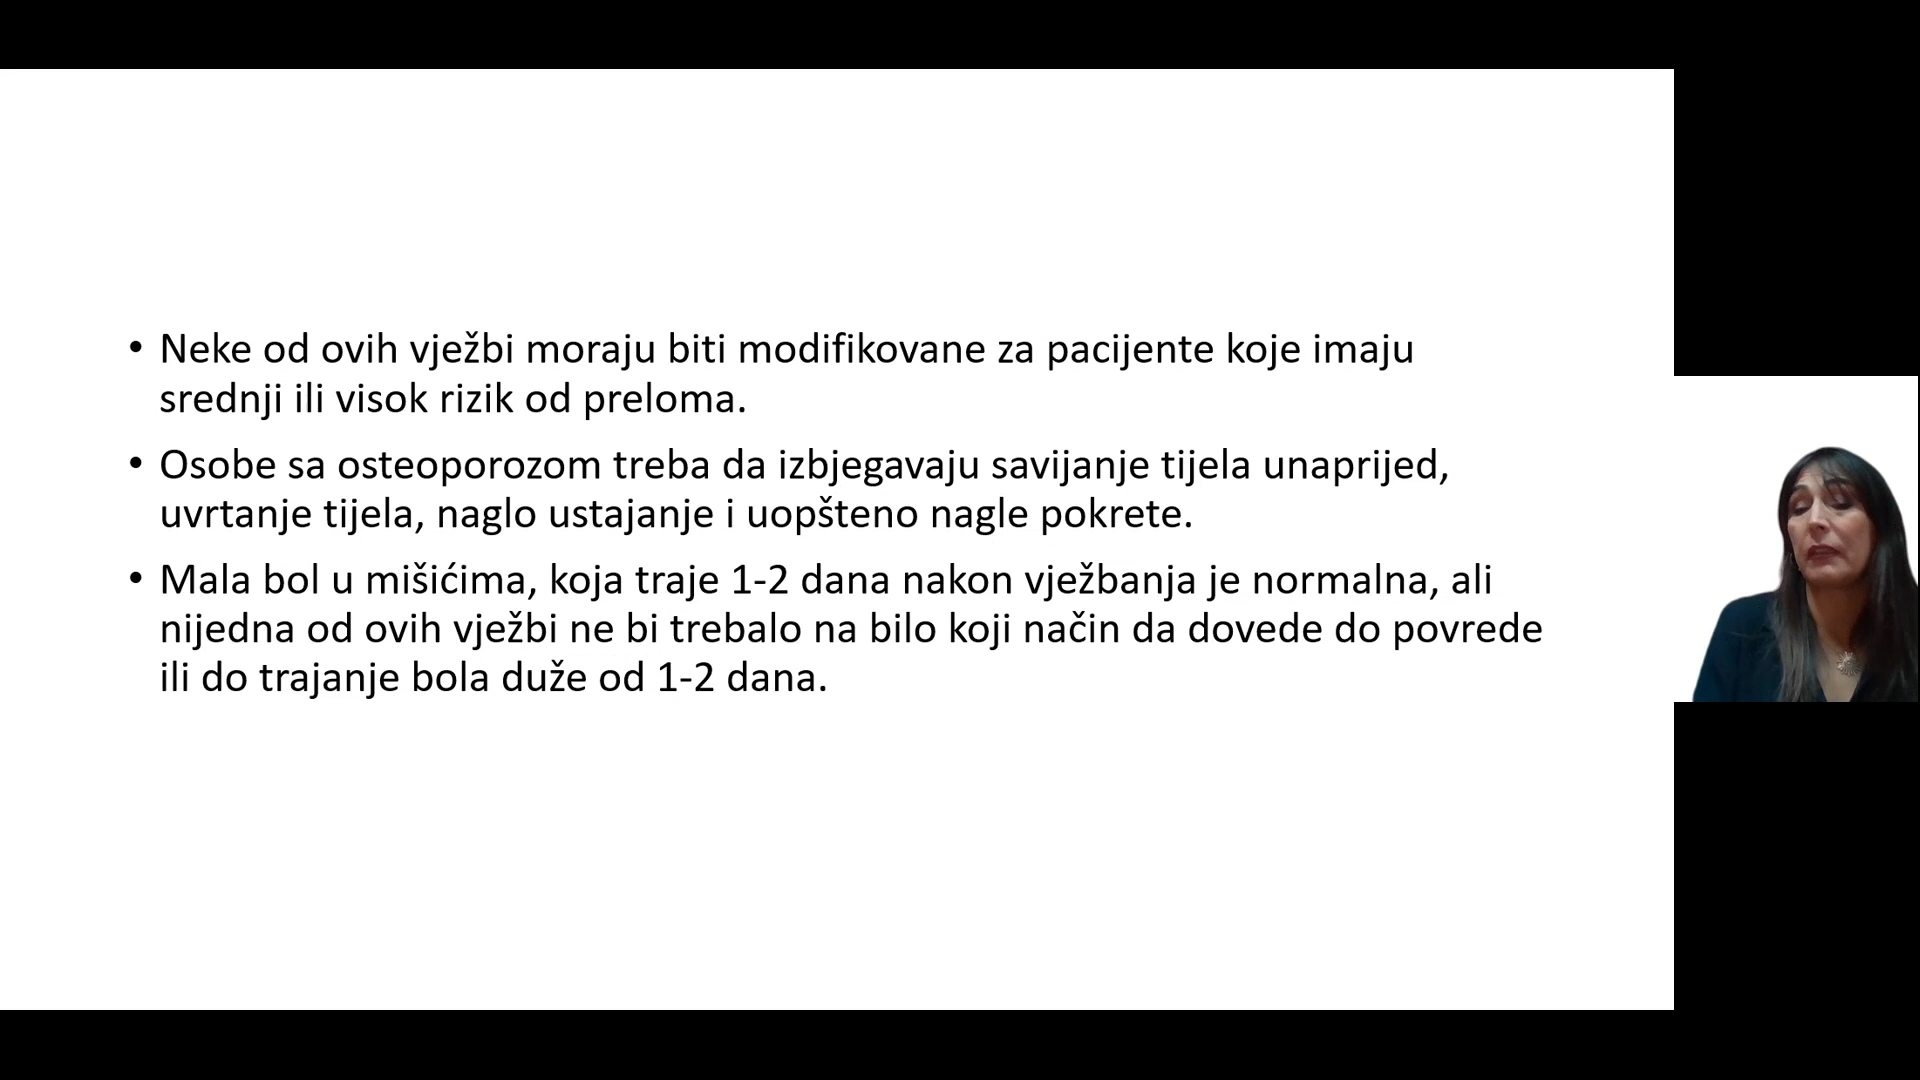 • Neke od ovih vježbi moraju biti modifikovane za pacijente koje imaju
srednji ili visok rizik od preloma.
• Osobe sa osteoporozom treba da izbjegavaju savijanje tijela unaprijed,
uvrtanje tijela, naglo ustajanje i uopšteno nagle pokrete.
• Mala bol u mišićima, koja traje 1-2 dana nakon vježbanja je normalna, ali
nijedna od ovih vježbi ne bi trebalo na bilo koji način da dovede do povrede
ili do trajanje bola duže od 1-2 dana.